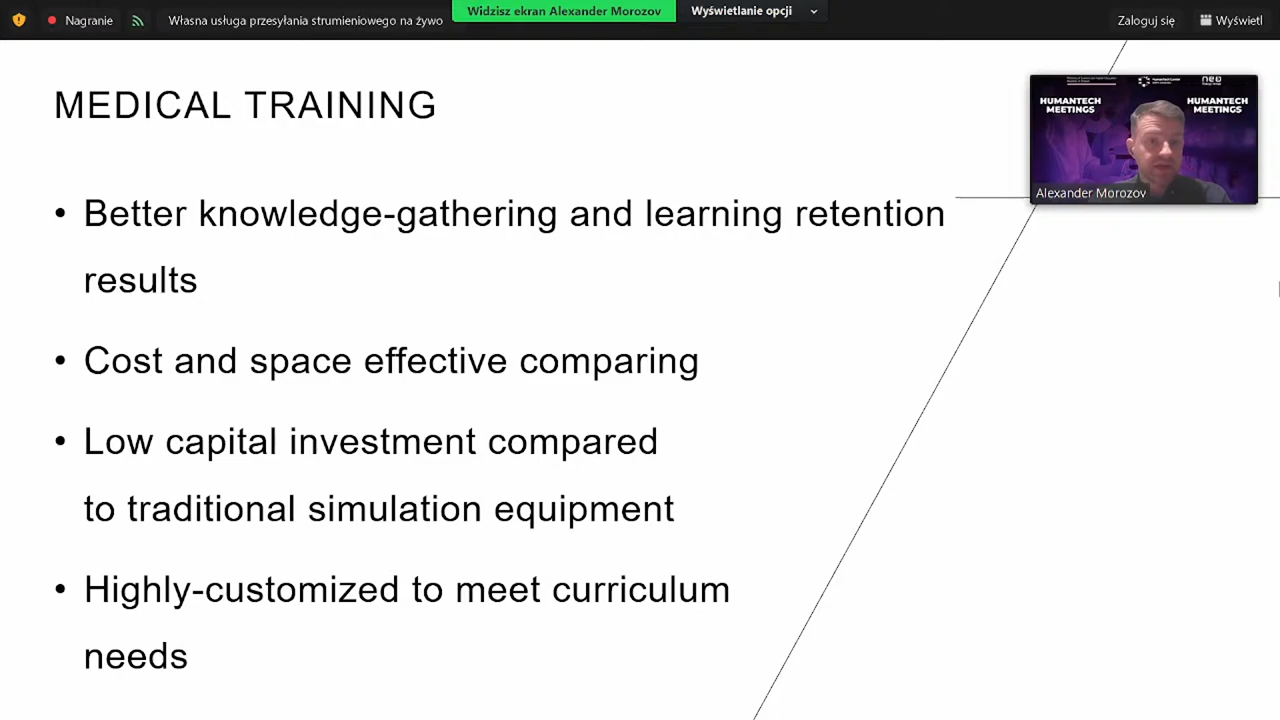 Nagranie
Własna usługa przesyłania strumieniowego na żywo
Widzisz ekran Alexander Morozov
Wyświetlanie opcji
Zaloguj się
Wyświetl
MEDICAL TRAINING
HUMANTECH
MEETINGS
HUMANTECH
MEETINGS
Alexander Morozov
• Better knowledge-gathering and learning retention
results
• Cost and space effective comparing
• Low capital investment compared
to traditional simulation equipment
• Highly-customized to meet curriculum
needs